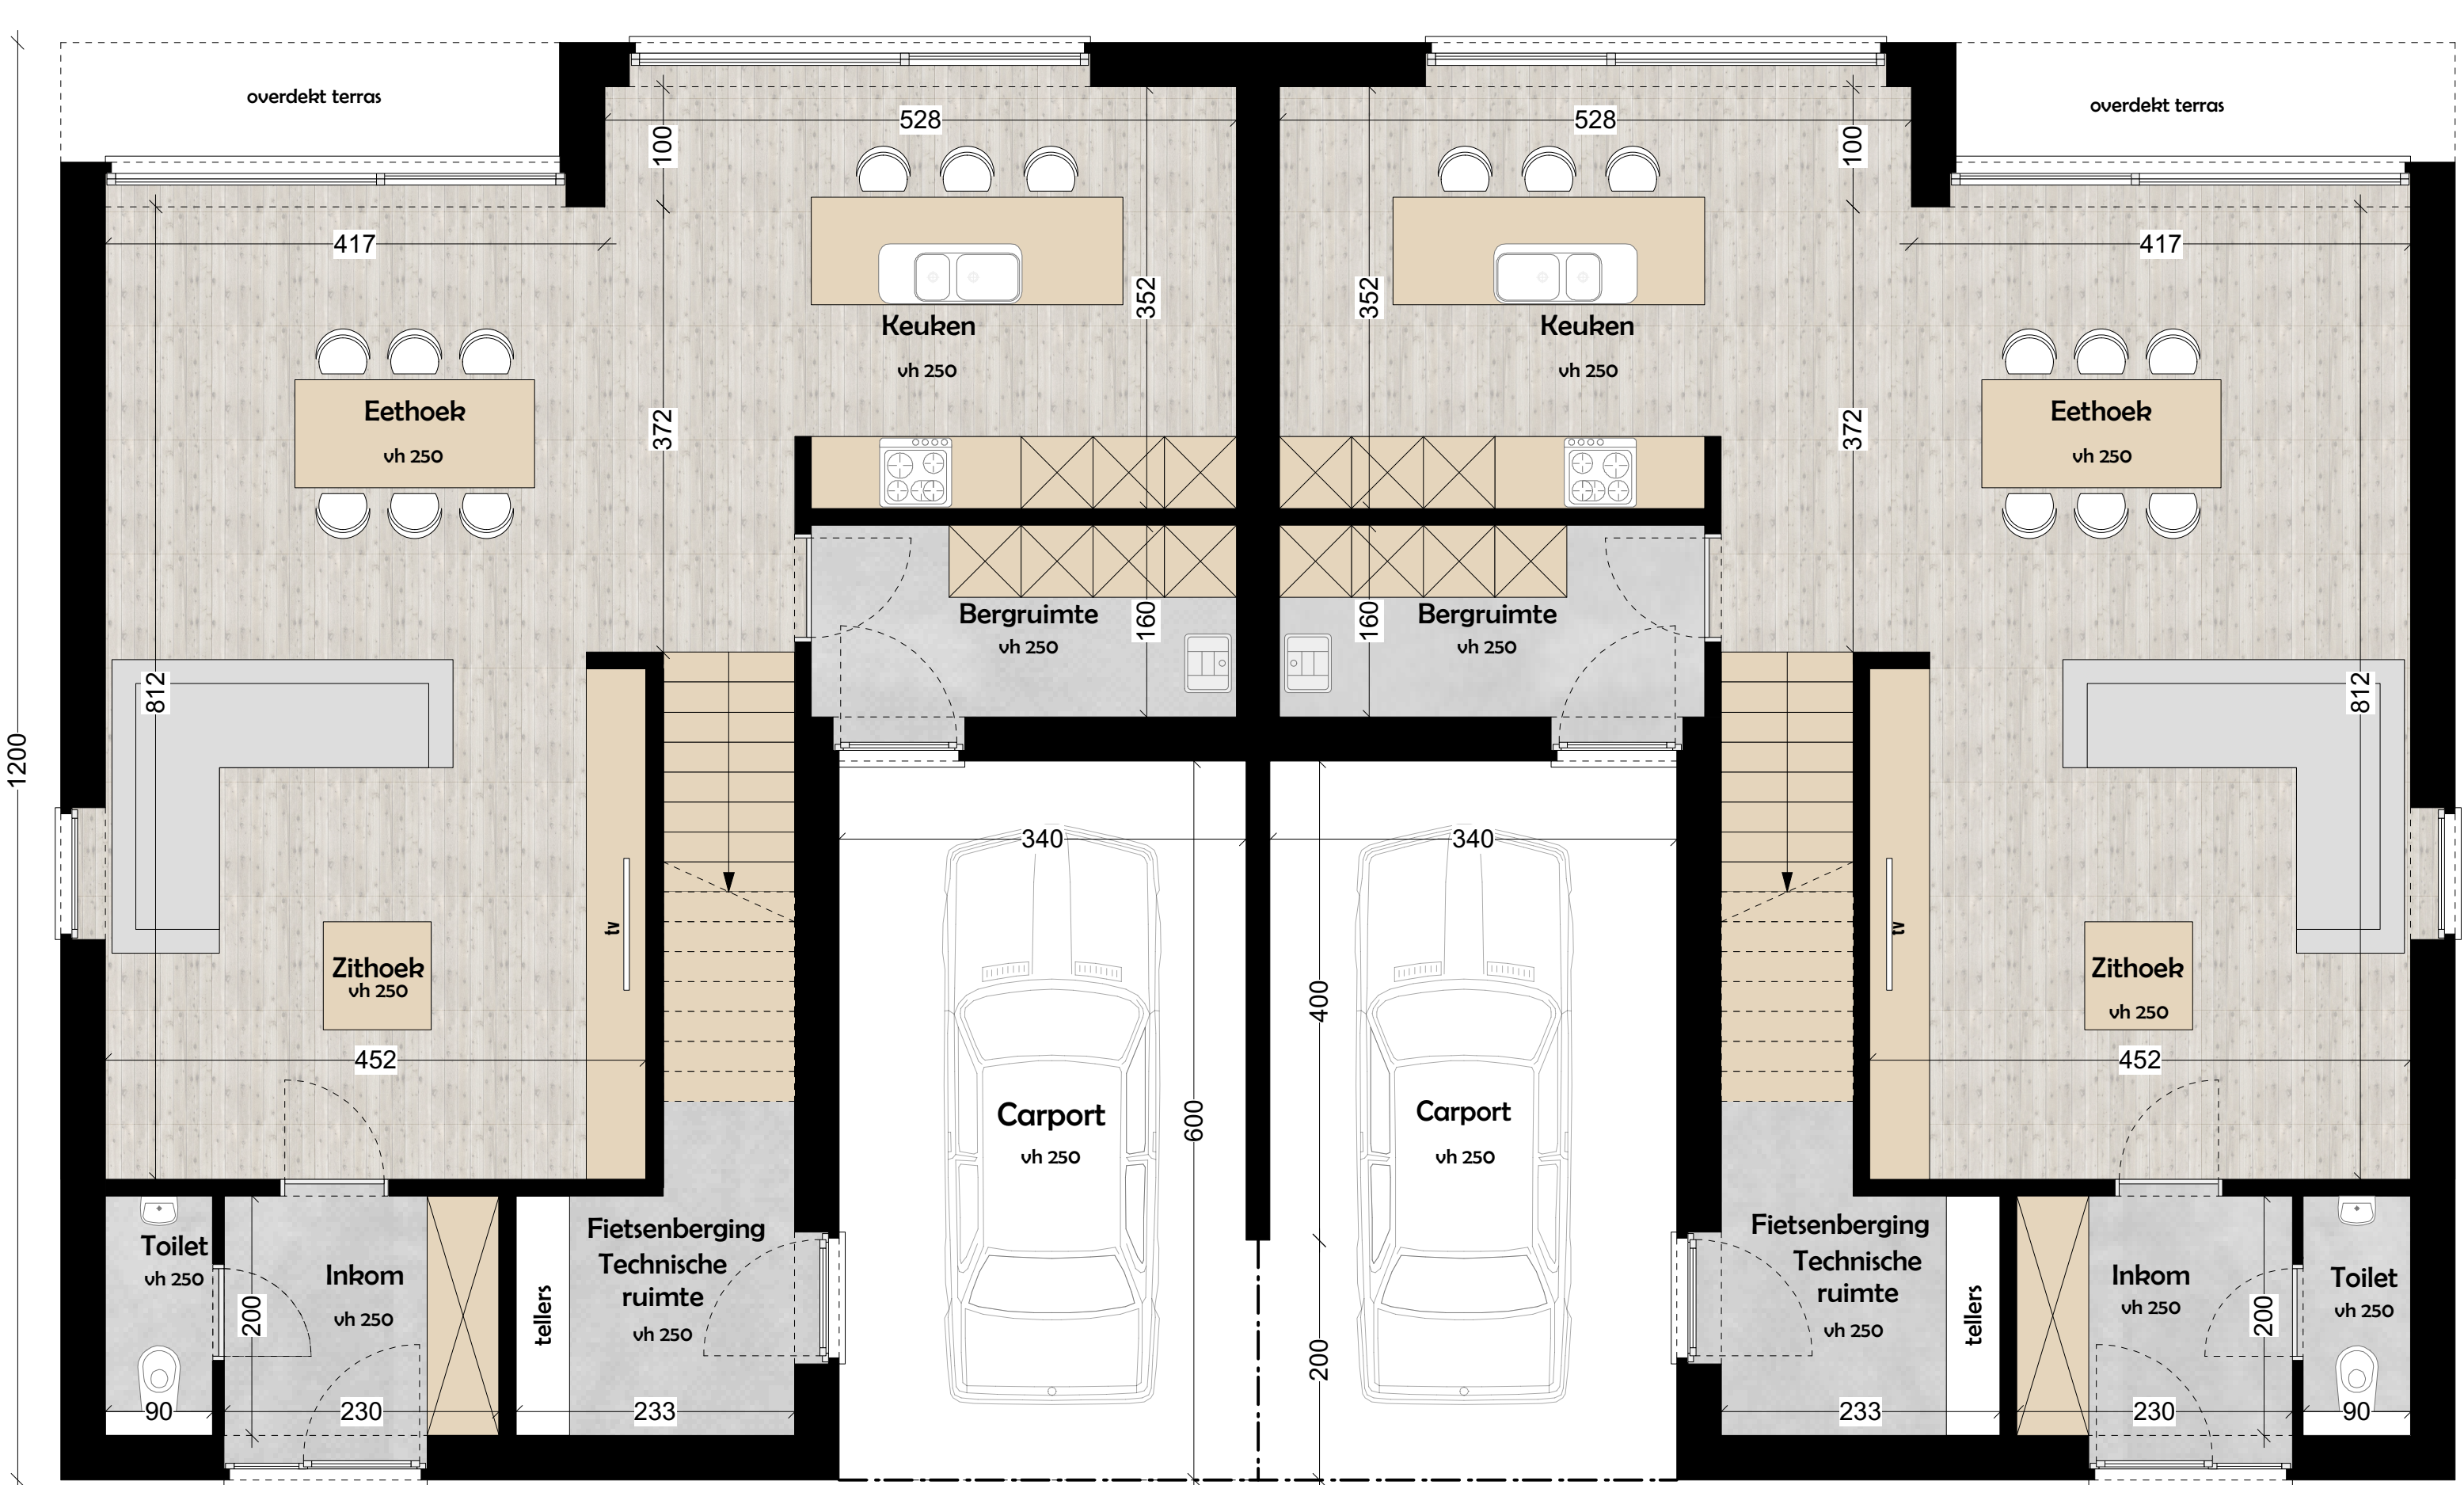 overdekt terras
overdekt terras
528
528
100
100
417
417
352
352
Keuken
vh 250
Keuken
vh 250
Eethoek
vh 250
Eethoek
vh 250
372
372
Bergruimte
vh 250
160
160
Bergruimte
vh 250
812
812
1200
340
340
tv
tv
Zithoek
vh 250
Zithoek
vh 250
400
452
452
Carport
vh 250
600
Carport
vh 250
Toilet
vh 250
Inkom
vh 250
200
tellers
Fietsenberging
Technische
ruimte
vh 250
200
Fietsenberging
Technische
ruimte
vh 250
tellers
Inkom
vh 250
200
Toilet
vh 250
90
230
233
233
230
90